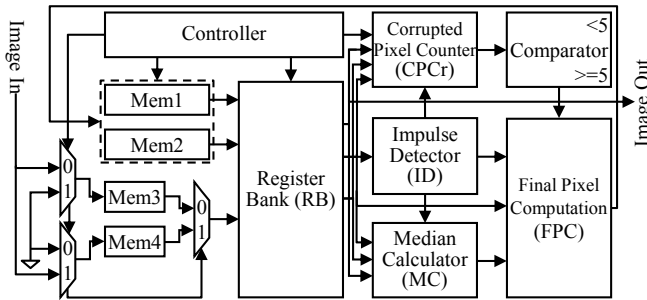 Image In
Controller
Mem1
Mem2
0
1
Mem3
0
1
0
1
Mem4
Register
Bank (RB)
Corrupted
Pixel Counter
(CPCr)
Impulse
Detector
(ID)
Median
Calculator
(MC)
<5
Comparator
>=5
Final Pixel
Computation
(FPC)
Image Out